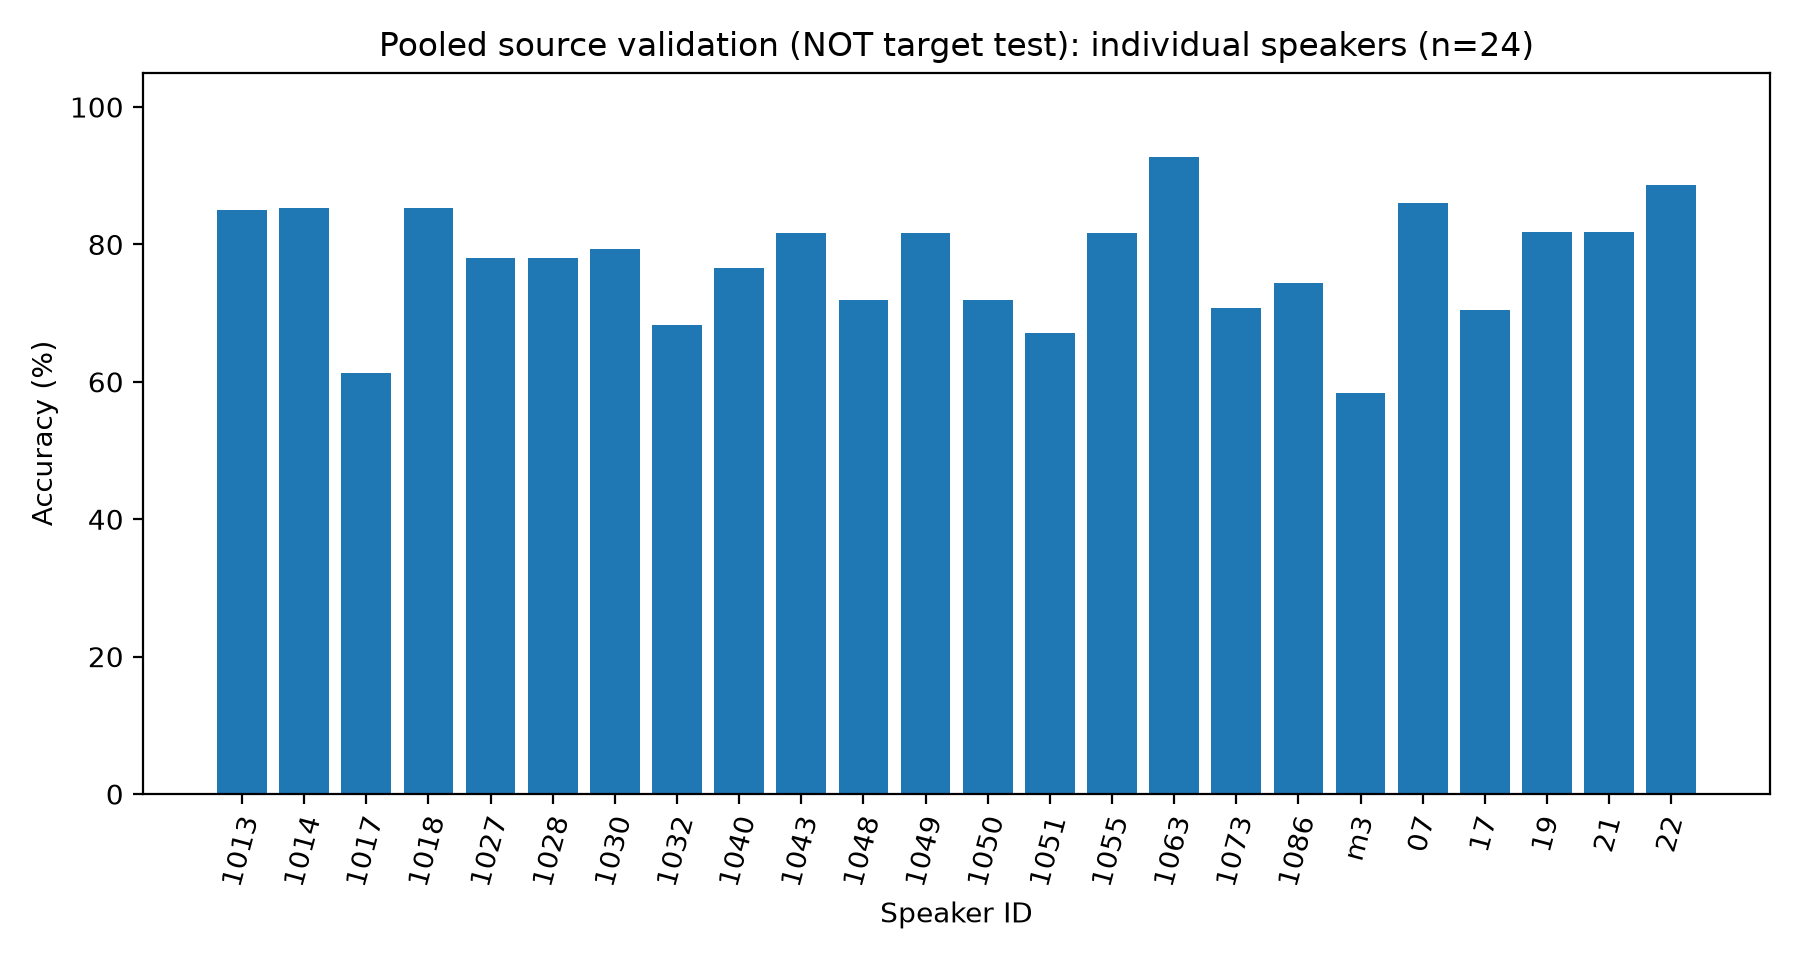 Pooled source validation (NOT target test): individual speakers (n=24)
100
80
60
40
20
0
Accuracy (%)
1013 1014 1017 1018 1027 1028 1030 1032 1040 1043 1048 1049 1050 1051 1055 1063 1073 1086 m3 07 17 19 21 22
Speaker ID